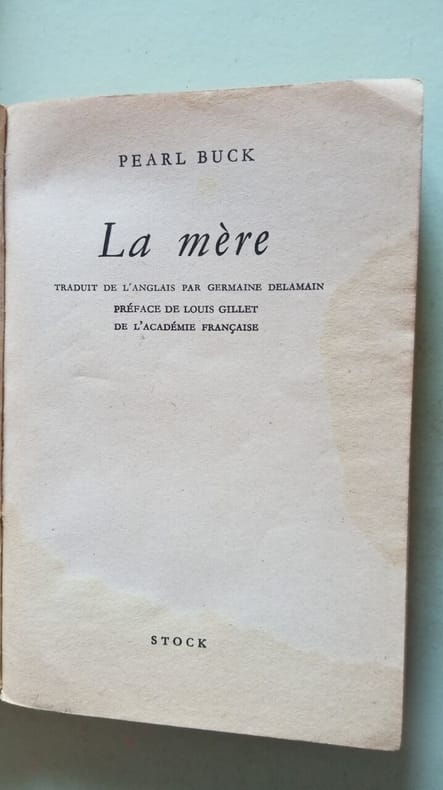 PEARL BUCK
La mère
TRADUIT DE L'ANGLAIS PAR GERMAINE DELAMAIN
PRÉFACE DE LOUIS GILLET
DE L'ACADÉMIE FRANÇAISE
STOCK